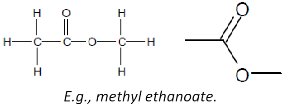 H O H
H C C O C H
H H
O
O
E.g., methyl ethanoate.